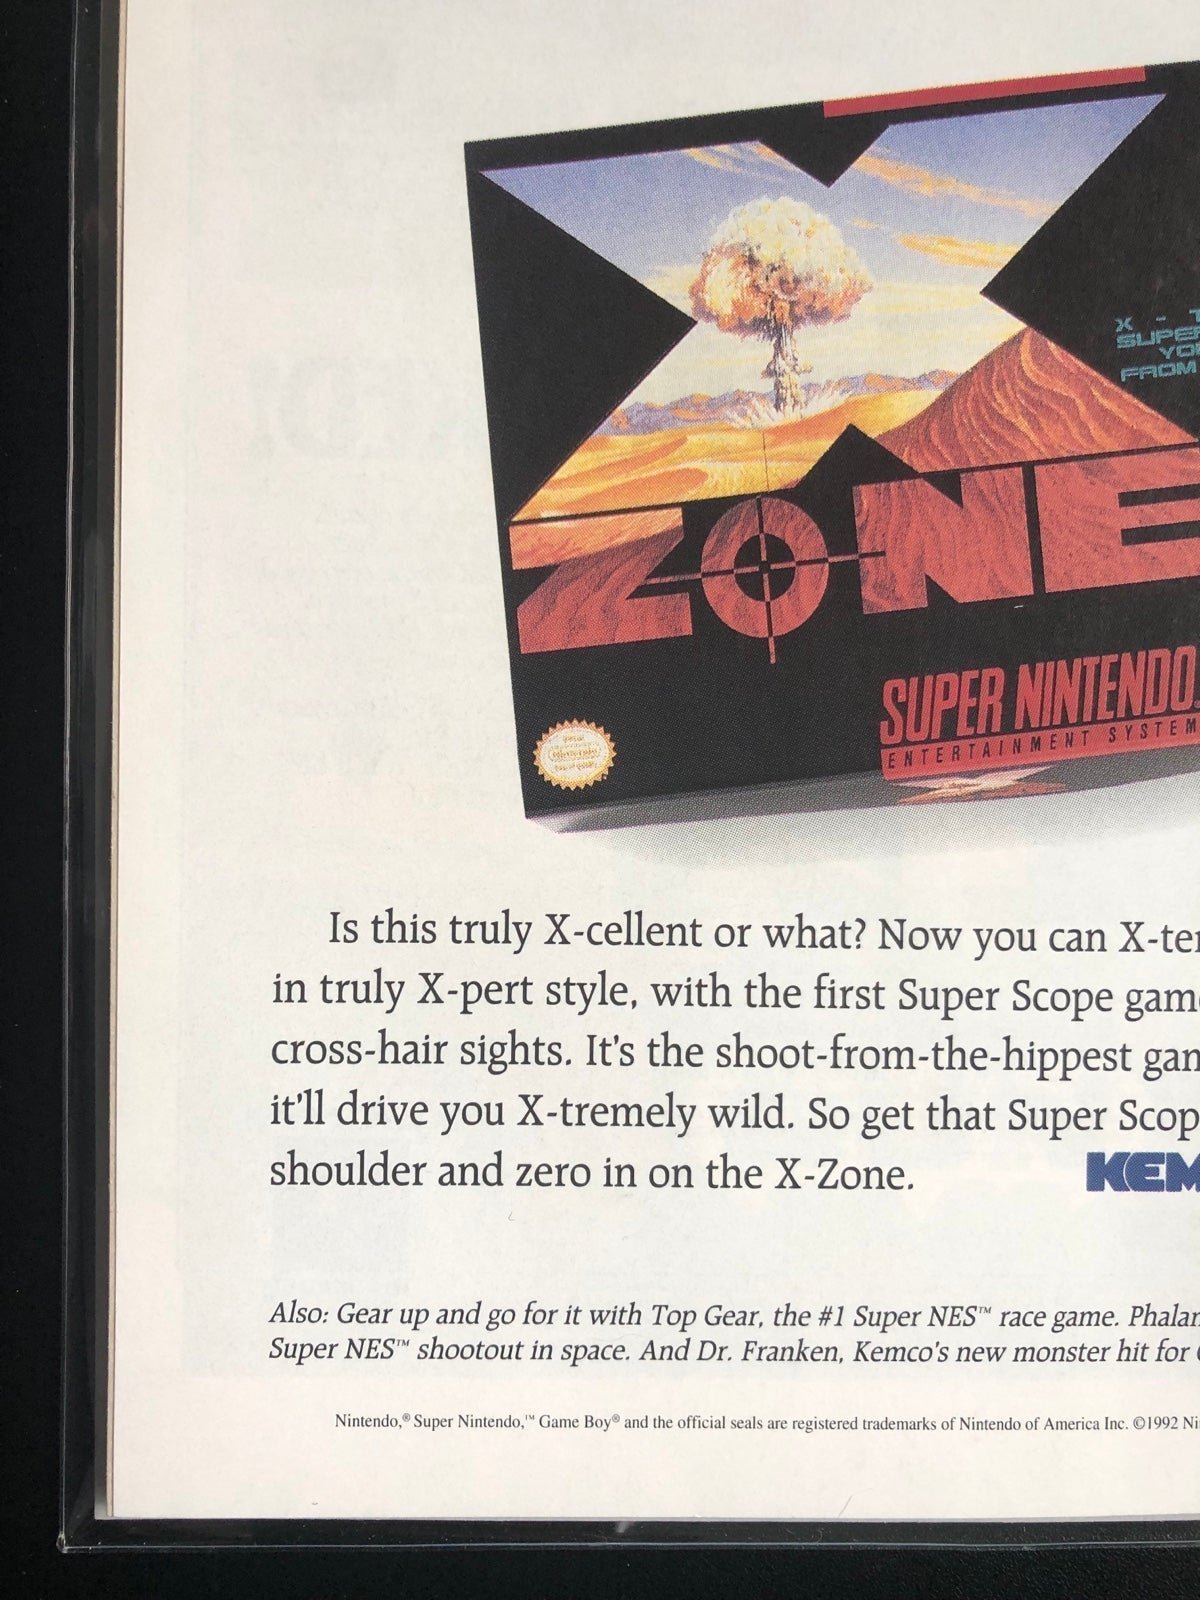 X - T
SUPE
YO
FROM
ZONE
SUPER NINTENDO
ENTERTAINMENT SYSTEM
Nintendo
Is this truly X-cellent or what? Now you can X-ter
in truly X-pert style, with the first Super Scope game
cross-hair sights. It's the shoot-from-the-hippest gam
it'll drive you X-tremely wild. So get that Super Scop
shoulder and zero in on the X-Zone.
KEM
Also: Gear up and go for it with Top Gear, the #1 Super NES™ race game. Phalan
Super NES™ shootout in space. And Dr. Franken, Kemco's new monster hit for G
Nintendo,® Super Nintendo,™ Game Boy® and the official seals are registered trademarks of Nintendo of America Inc. ©1992 Ni